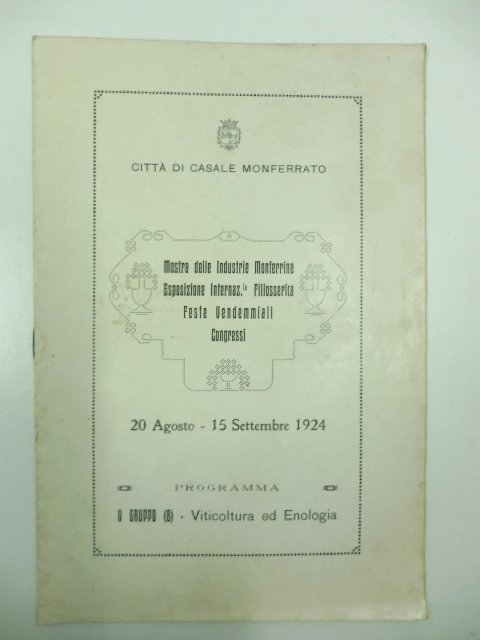 CITTÀ DI CASALE MONFERRATO
Mostra delle Industrie Monferrine
Esposizione Internaz.le Fillosserica
Feste Vendemmiali
Congressi
20 Agosto - 15 Settembre 1924
PROGRAMMA
V GRUPPO (B) - Viticoltura ed Enologia